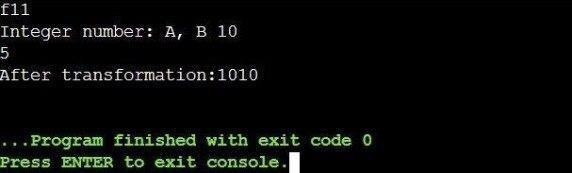 f11
Integer number: A, B 10
5
After transformation:1010
...Program finished with exit code 0
Press ENTER to exit console.